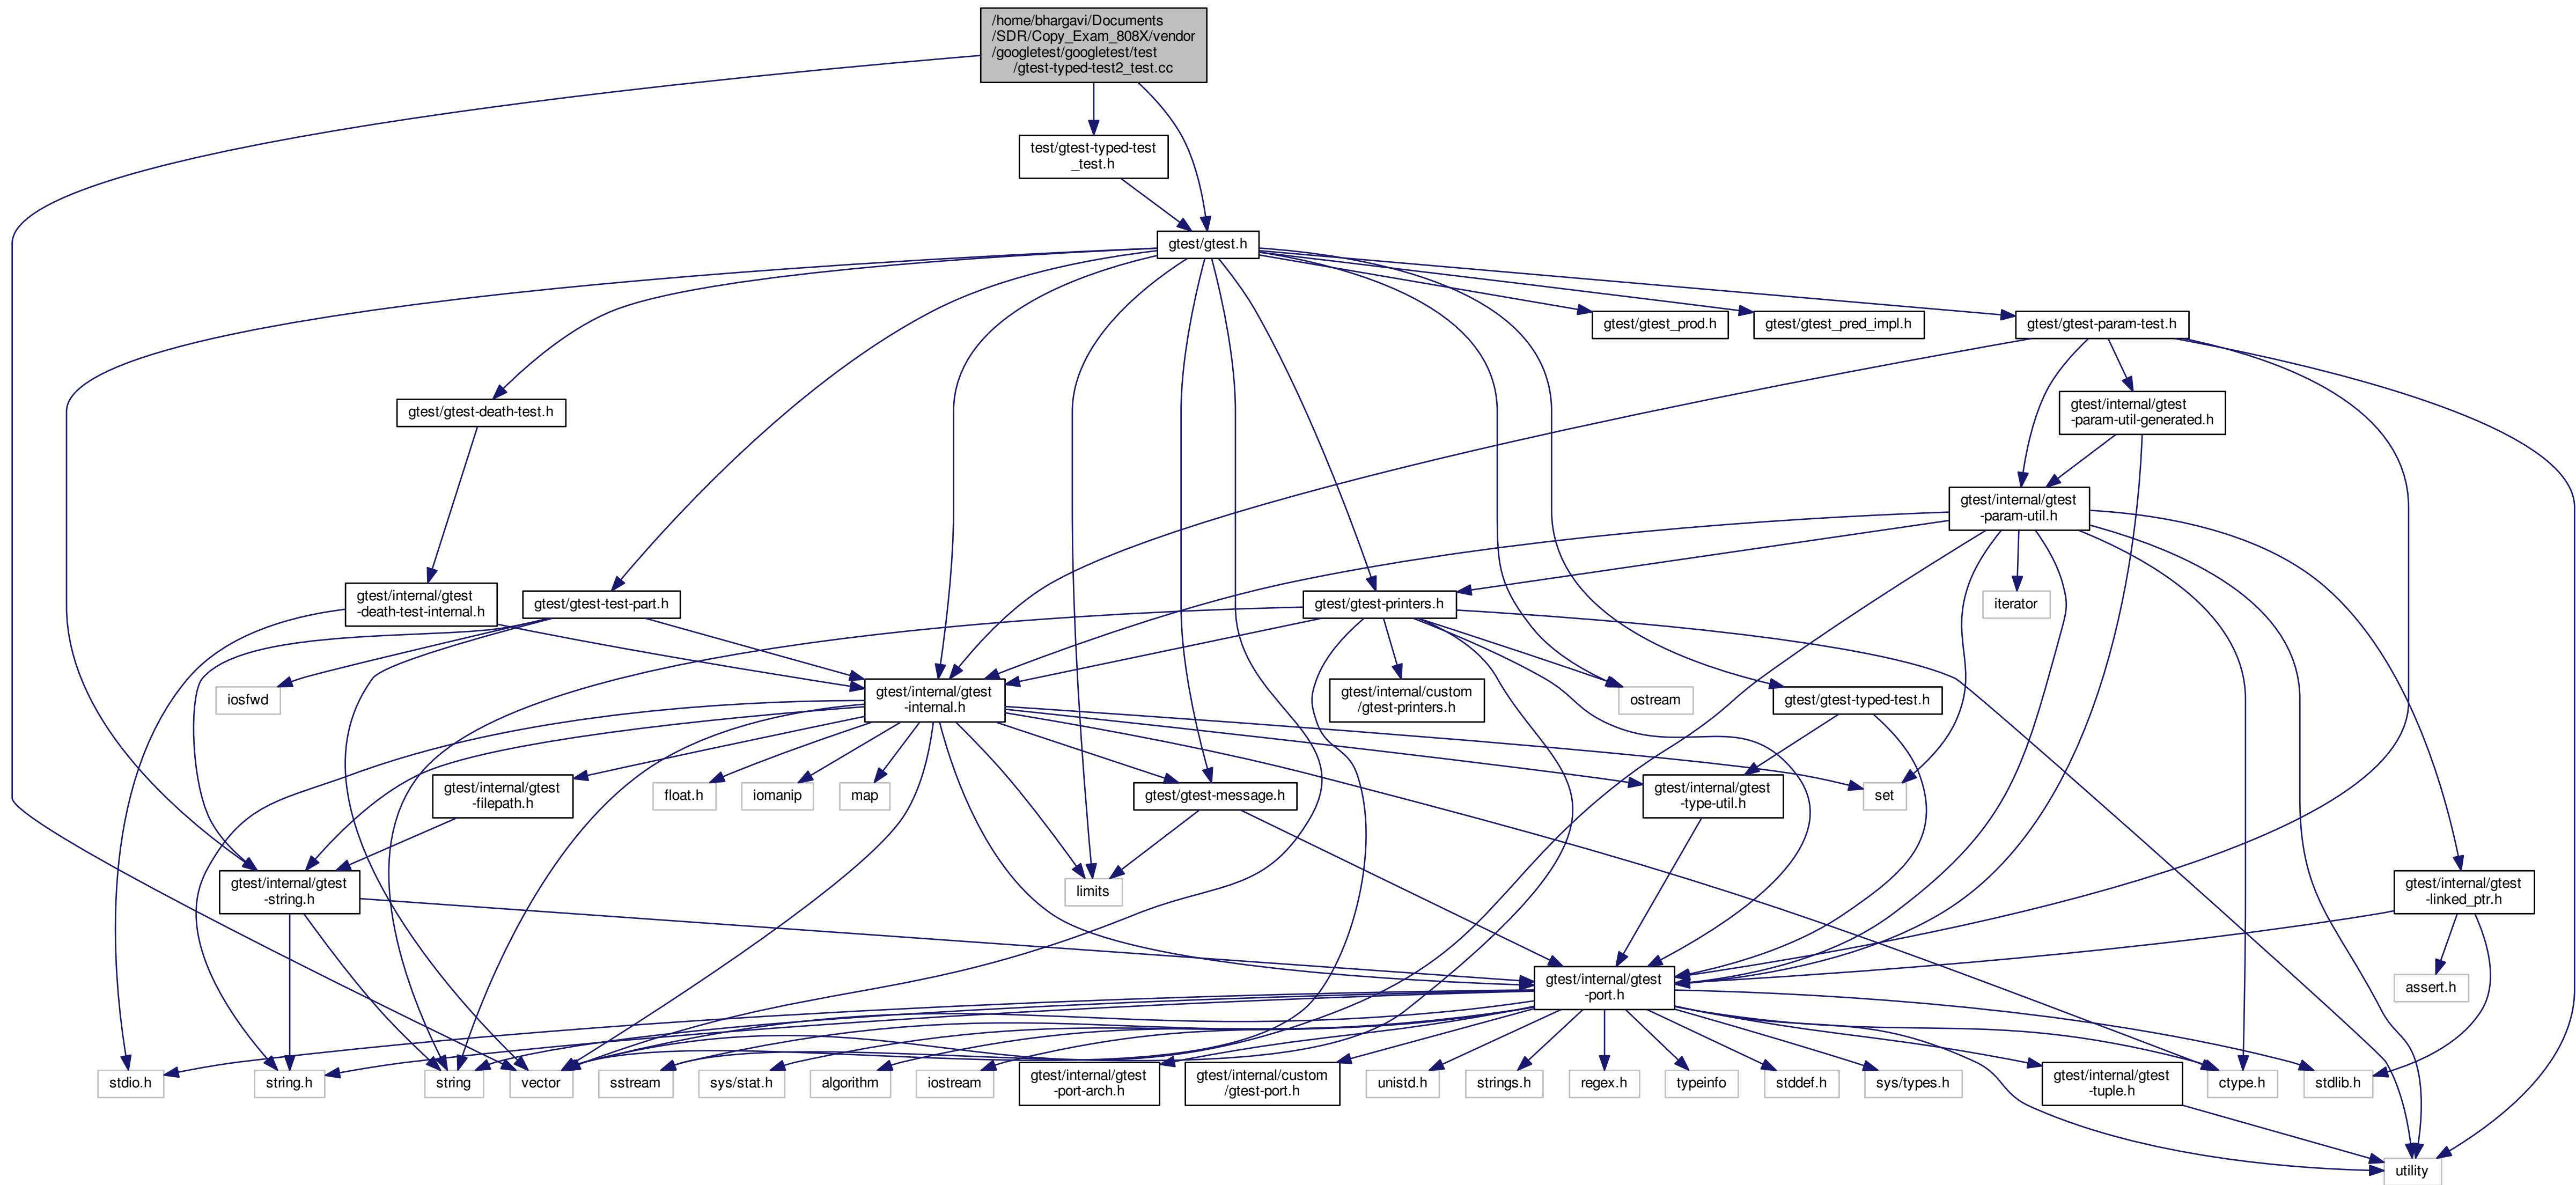 /home/bhargavi/Documents
/SDR/Copy_Exam_808X/vendor
/googletest/googletest/test
/gtest-typed-test2_test.cc
test/gtest-typed-test
_test.h
gtest/gtest.h
gtest/gtest_prod.h
gtest/gtest_pred_impl.h
gtest/gtest-param-test.h
gtest/gtest-death-test.h
gtest/internal/gtest
-param-util-generated.h
gtest/internal/gtest
-param-util.h
gtest/internal/gtest
-death-test-internal.h
gtest/gtest-test-part.h
gtest/gtest-printers.h
iterator
iosfwd
gtest/internal/gtest
-internal.h
gtest/internal/custom
/gtest-printers.h
ostream
gtest/gtest-typed-test.h
gtest/internal/gtest
-filepath.h
float.h
iomanip
map
gtest/gtest-message.h
gtest/internal/gtest
-type-util.h
set
gtest/internal/gtest
-string.h
limits
gtest/internal/gtest
-linked_ptr.h
gtest/internal/gtest
-port.h
assert.h
stdio.h
string.h
string
vector
sstream
sys/stat.h
algorithm
iostream
gtest/internal/gtest
-port-arch.h
gtest/internal/custom
/gtest-port.h
unistd.h
strings.h
regex.h
typeinfo
stddef.h
sys/types.h
gtest/internal/gtest
-tuple.h
ctype.h
stdlib.h
utility